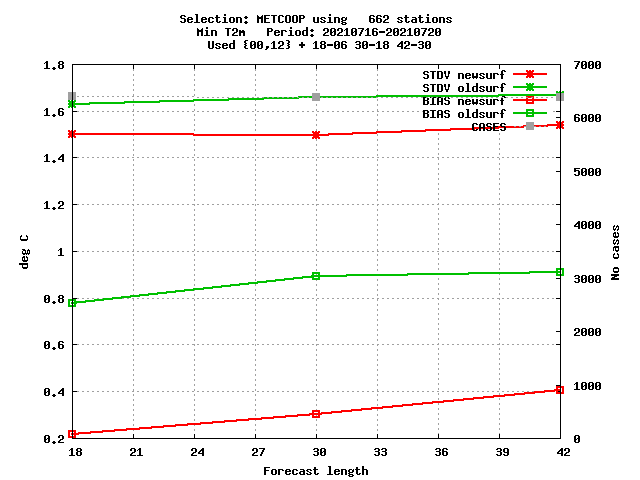 Selection: METCOOP using   662 stations
Min T2m   Period: 20210716-20210720
Used {00,12} + 18-06 30-18 42-30
STDV newsurf
STDV oldsurf
BIAS newsurf
BIAS oldsurf
CASES
deg C
1.8
1.6
1.4
1.2
1
0.8
0.6
0.4
0.2
7000
6000
5000
4000
3000
2000
1000
0
No cases
18 21 24 27 30 33 36 39 42
Forecast length